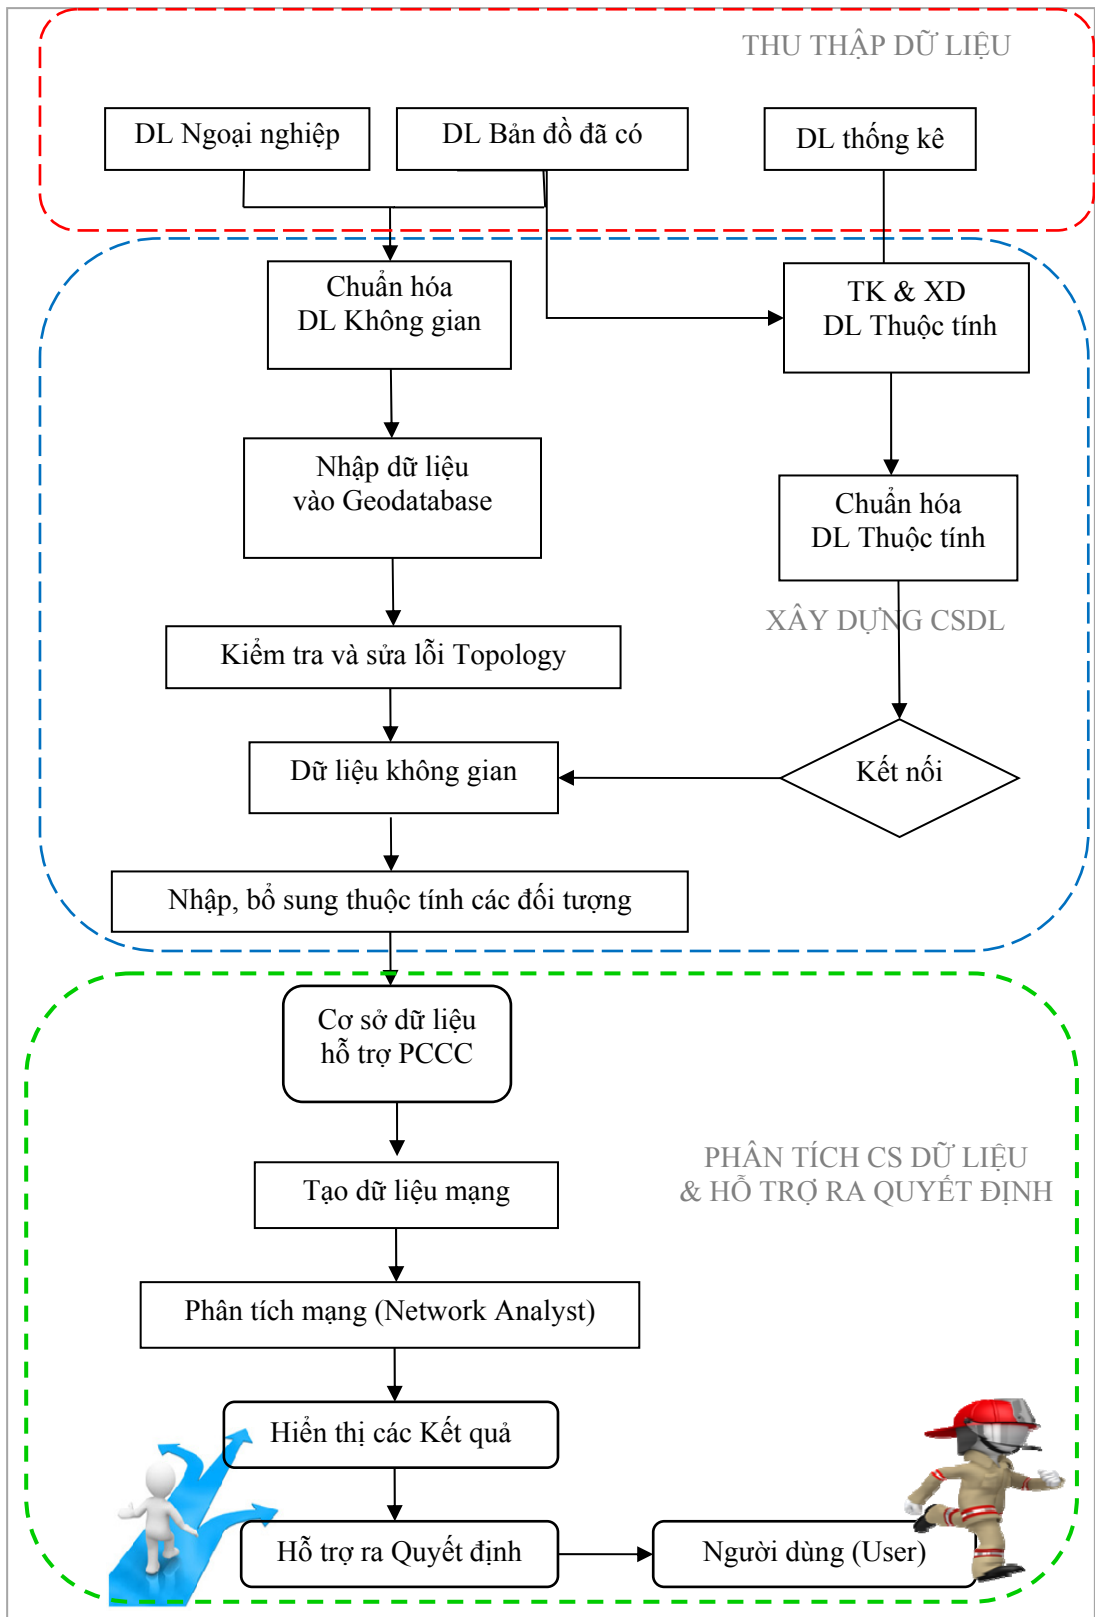 THU THẬP DỮ LIỆU
DL Ngoại nghiệp
DL Bản đồ đã có
DL thống kê
Chuẩn hóa
DL Không gian
TK & XD
DL Thuộc tính
Nhập dữ liệu
vào Geodatabase
Chuẩn hóa
DL Thuộc tính
XÂY DỰNG CSDL
Kiểm tra và sửa lỗi Topology
Dữ liệu không gian
Kết nối
Nhập, bổ sung thuộc tính các đối tượng
Cơ sở dữ liệu
hỗ trợ PCCC
PHÂN TÍCH CS DỮ LIỆU
& HỖ TRỢ RA QUYẾT ĐỊNH
Tạo dữ liệu mạng
Phân tích mạng (Network Analyst)
Hiển thị các Kết quả
Hỗ trợ ra Quyết định
Người dùng (User)